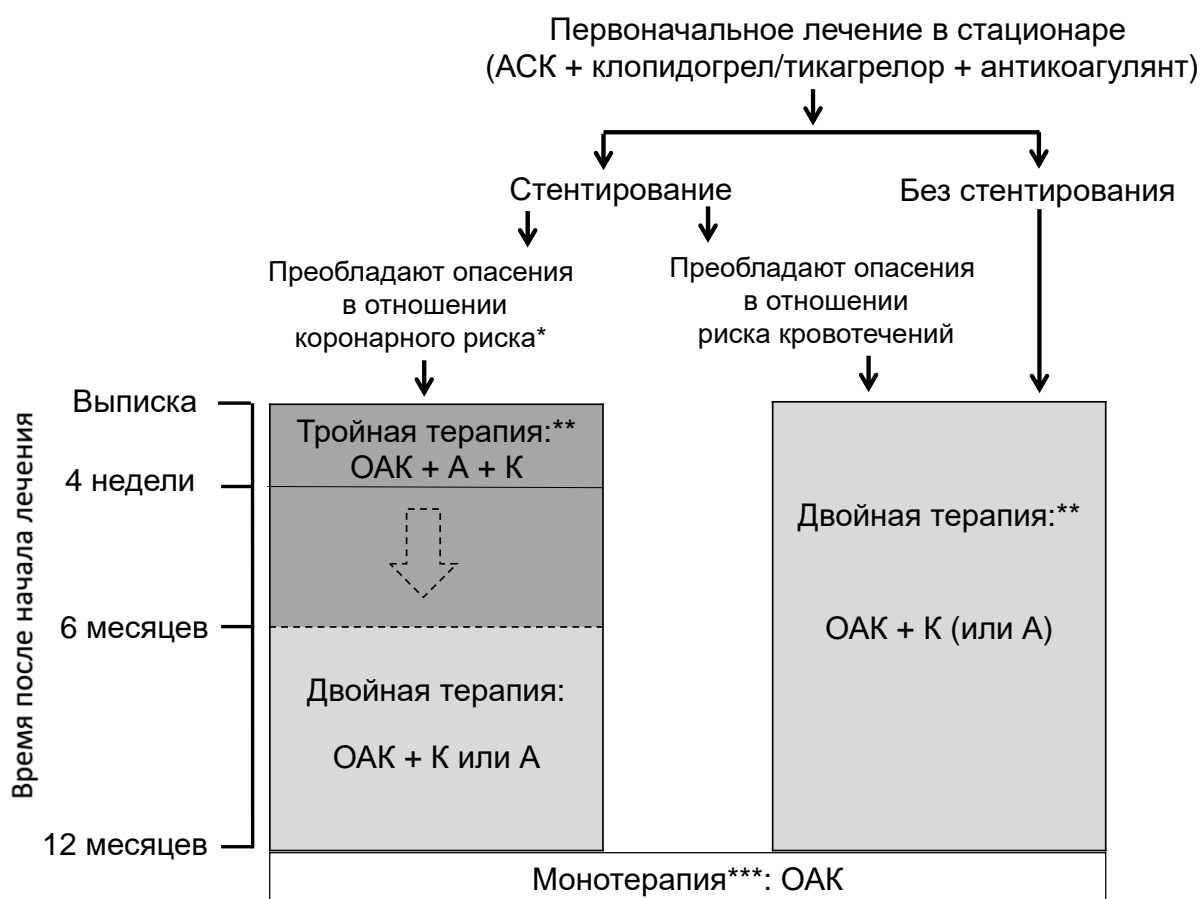 Первоначальное лечение в стационаре
(АСК + клопидогрел/тикагрелор + антикоагулянт)
Стентирование
Без стентирования
Преобладают опасения
в отношении
коронарного риска*
Преобладают опасения
в отношении
риска кровотечений
Время после начала лечения
Выписка
4 недели
6 месяцев
12 месяцев
Тройная терапия:**
ОАК + А + К
Двойная терапия:
ОАК + К или А
Двойная терапия:**
ОАК + К (или А)
Монотерапия***: ОАК